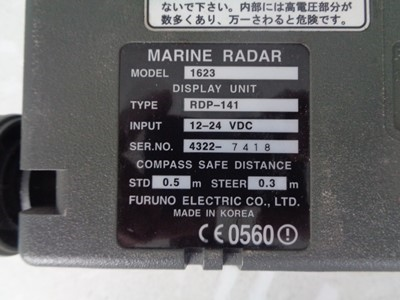 ないで下さい。内部には高電圧部分が
数多くあり、万一さわると危険です。
MARINE RADAR
MODEL 1623
DISPLAY UNIT
TYPE RDP-141
INPUT 12-24 VDC
SER.NO. 4322- 7418
COMPASS SAFE DISTANCE
STD 0.5 m STEER 0.3 m
FURUNO ELECTRIC CO., LTD.
MADE IN KOREA
CE 0560